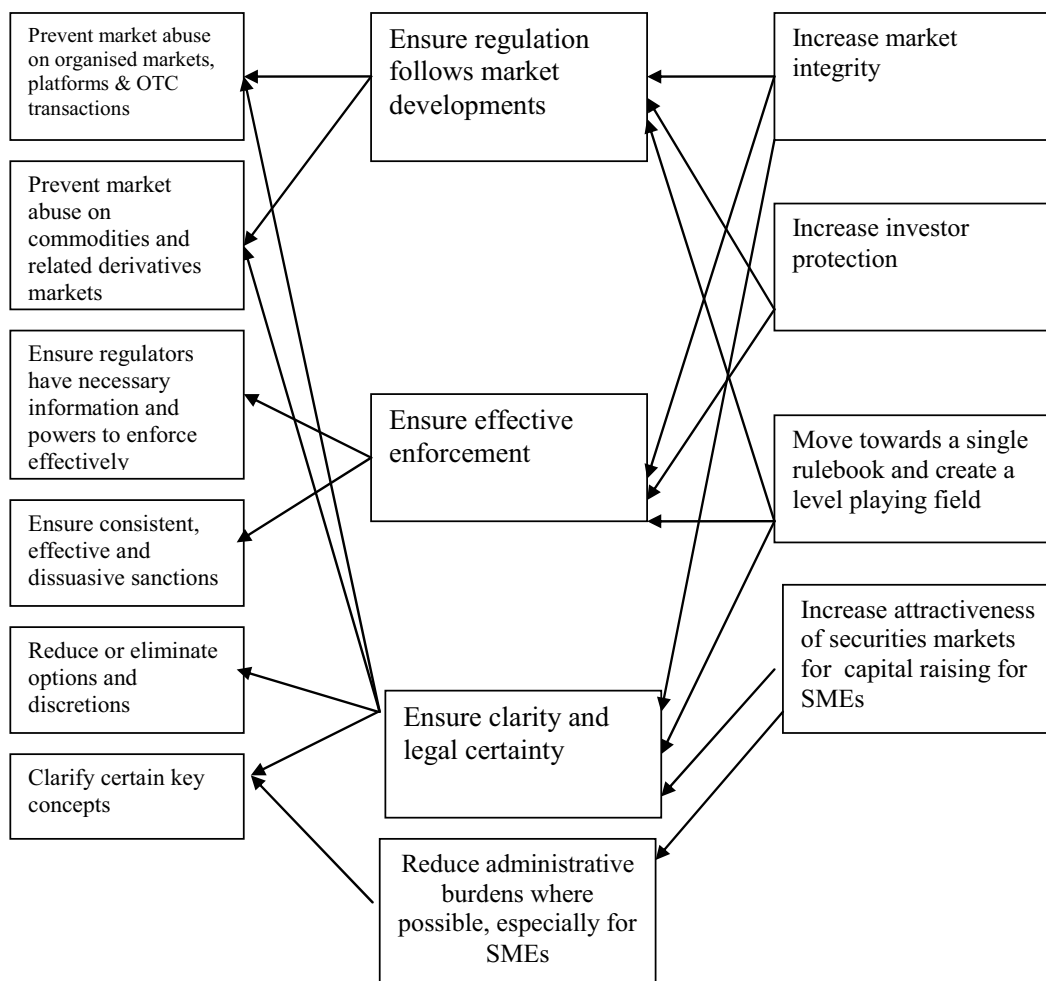 Prevent market abuse
on organised markets,
platforms & OTC
transactions
Prevent market
abuse on
commodities and
related derivatives
markets
Ensure regulators
have necessary
information and
powers to enforce
effectively
Ensure consistent,
effective and
dissuasive sanctions
Reduce or eliminate
options and
discretions
Clarify certain key
concepts
Ensure regulation
follows market
developments
Ensure effective
enforcement
Ensure clarity and
legal certainty
Reduce administrative
burdens where
possible, especially for
SMEs
Increase market
integrity
Increase investor
protection
Move towards a single
rulebook and create a
level playing field
Increase attractiveness
of securities markets
for capital raising for
SMEs